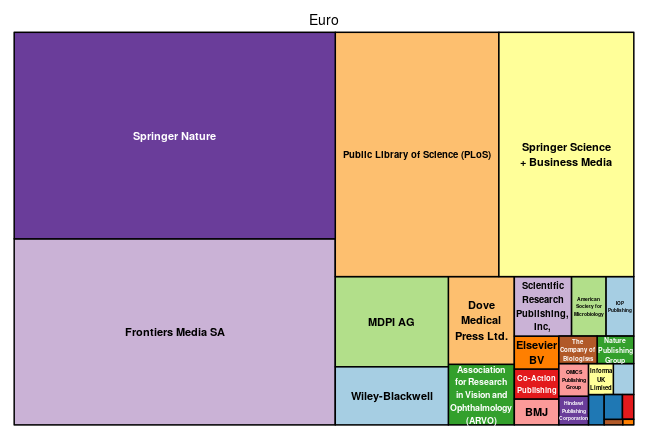 Euro
Springer Nature
Public Library of Science (PLoS)
Springer Science
+ Business Media
Frontiers Media SA
MDPI AG
Dove
Medical
Press Ltd.
Scientific
Research
Publishing,
Inc,
American
Society for
Microbiology
IOP
Publishing
Elsevier
BV
The
Company of
Biologists
Nature
Publishing
Group
Wiley-Blackwell
Association
for Research
in Vision and
Ophthalmology
(ARVO)
Co-Action
Publishing
OMICS
Publishing
Group
Informa
UK
Limited
BMJ
Hindawi
Publishing
Corporation